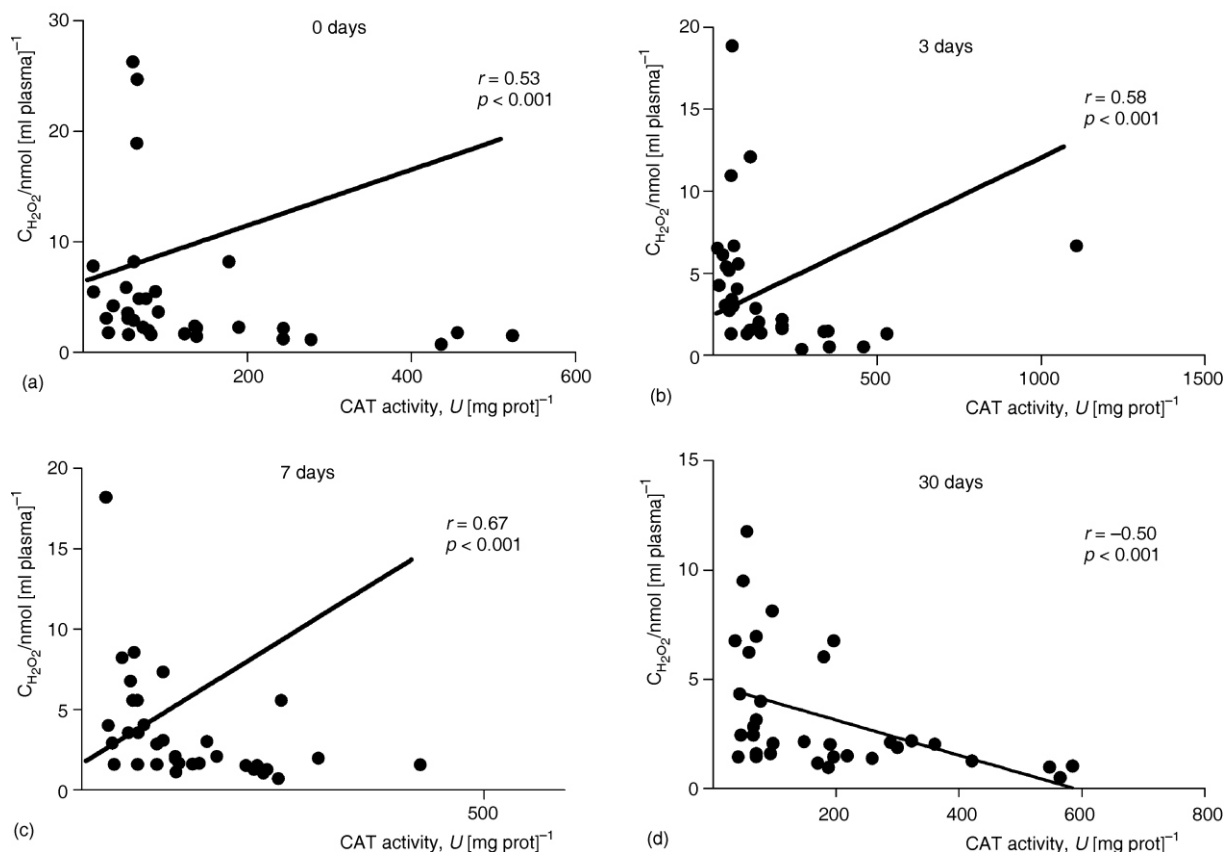 0 days
r = 0.53
p < 0.001
C_H₂O₂/nmol [ml plasma]⁻¹
30
20
10
0
200
400
600
CAT activity, U [mg prot]⁻¹
(a)
3 days
r = 0.58
p < 0.001
C_H₂O₂/nmol [ml plasma]⁻¹
20
15
10
5
0
500
1000
1500
CAT activity, U [mg prot]⁻¹
(b)
7 days
r = 0.67
p < 0.001
C_H₂O₂/nmol [ml plasma]⁻¹
20
15
10
5
0
500
CAT activity, U [mg prot]⁻¹
(c)
30 days
r = –0.50
p < 0.001
C_H₂O₂/nmol [ml plasma]⁻¹
15
10
5
0
200
400
600
800
CAT activity, U [mg prot]⁻¹
(d)